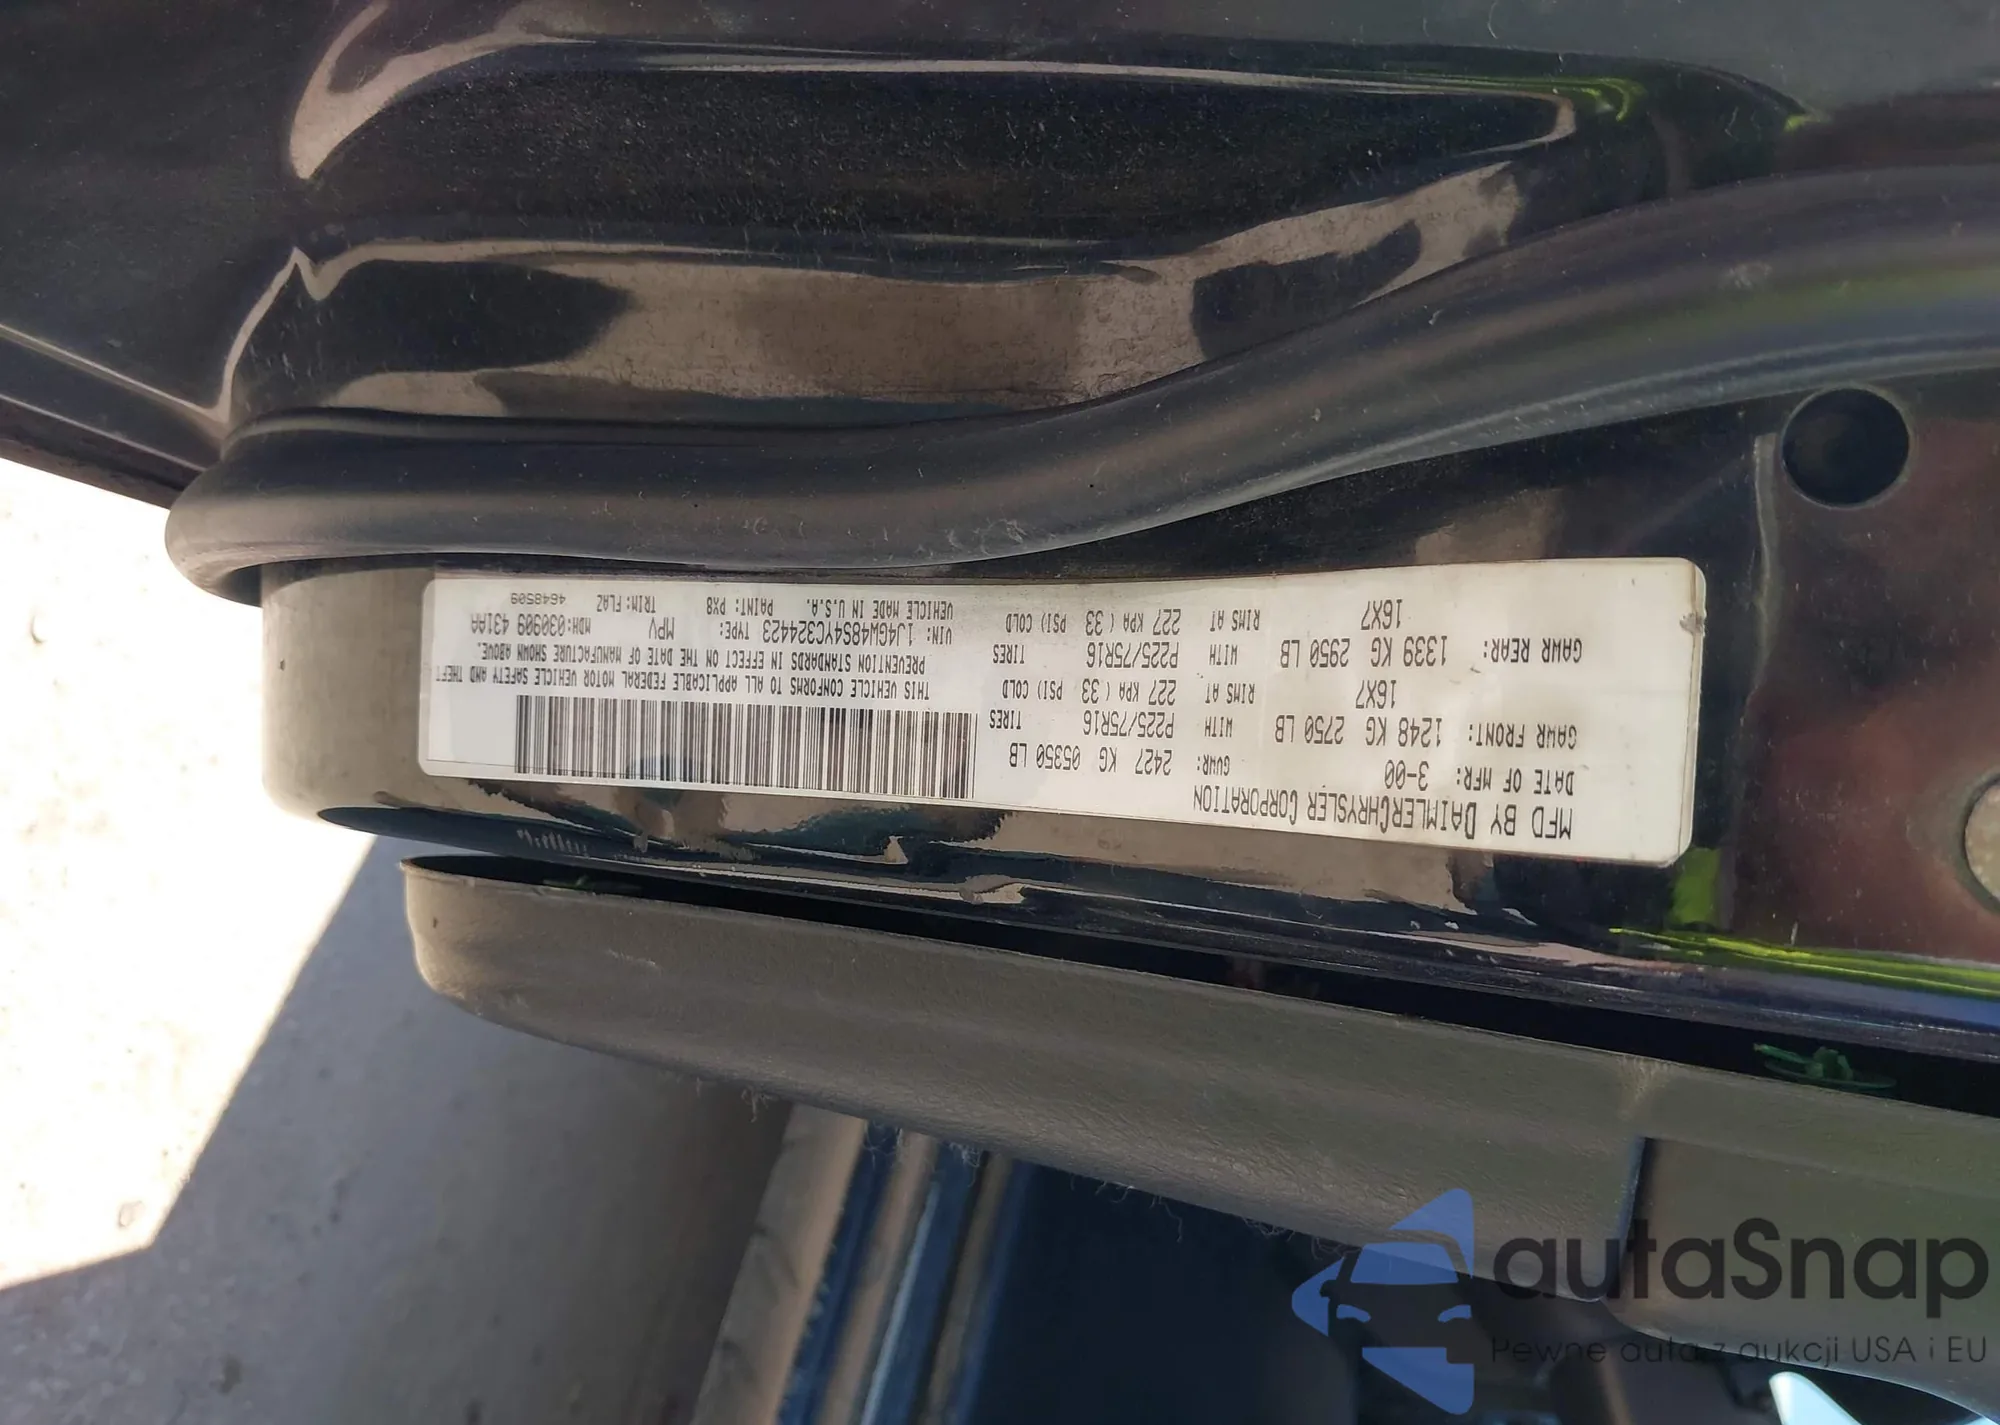 MFD BY DAIMLERCHRYSLER CORPORATION
DATE OF MFR: 3-00 GVWR: 2427 KG 05350 LB
GAWR FRONT: 1248 KG 2750 LB WITH P225/75R16 TIRES
16X7 RIMS AT 227 KPA ( 33 PSI) COLD
GAWR REAR: 1339 KG 2950 LB WITH P225/75R16 TIRES
16X7 RIMS AT 227 KPA ( 33 PSI) COLD
THIS VEHICLE CONFORMS TO ALL APPLICABLE FEDERAL MOTOR VEHICLE SAFETY AND THEFT
PREVENTION STANDARDS IN EFFECT ON THE DATE OF MANUFACTURE SHOWN ABOVE.
VIN: 1J4GW48S4YC324423 TYPE: MPV MDH:030909 431AA
VEHICLE MADE IN U.S.A. PAINT: PX8 TRIM:FLAZ 4648509
autaSnap
Pewne auta z aukcji USA i EU